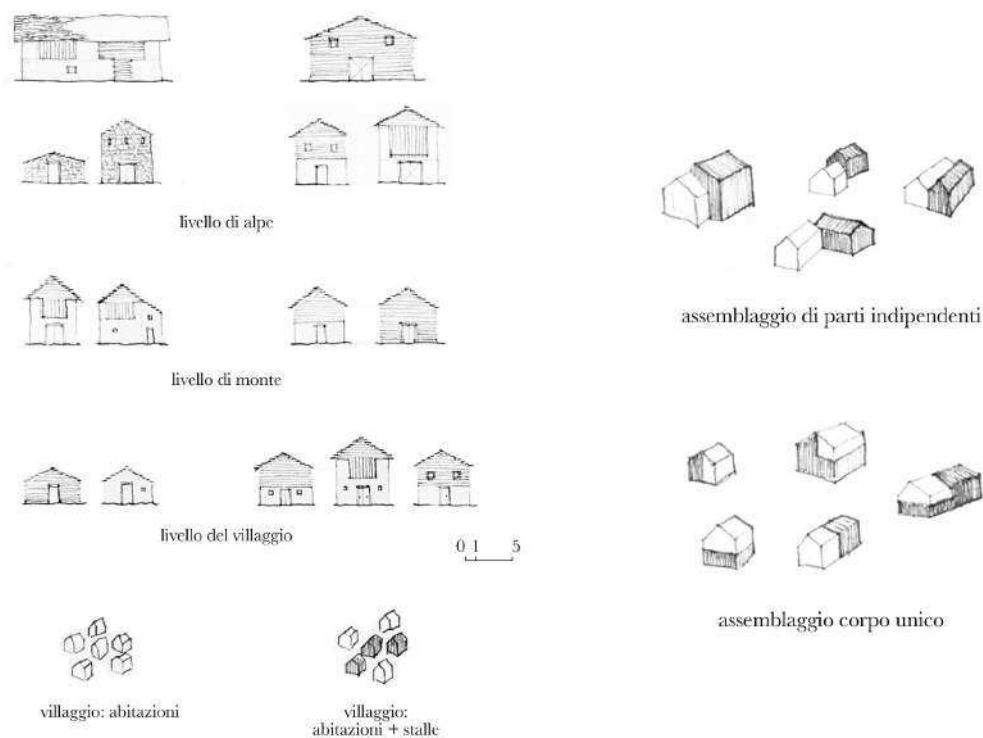 livello di alpe
livello di monte
livello del villaggio
0 1 5
villaggio: abitazioni
villaggio:
abitazioni + stalle
assemblaggio di parti indipendenti
assemblaggio corpo unico